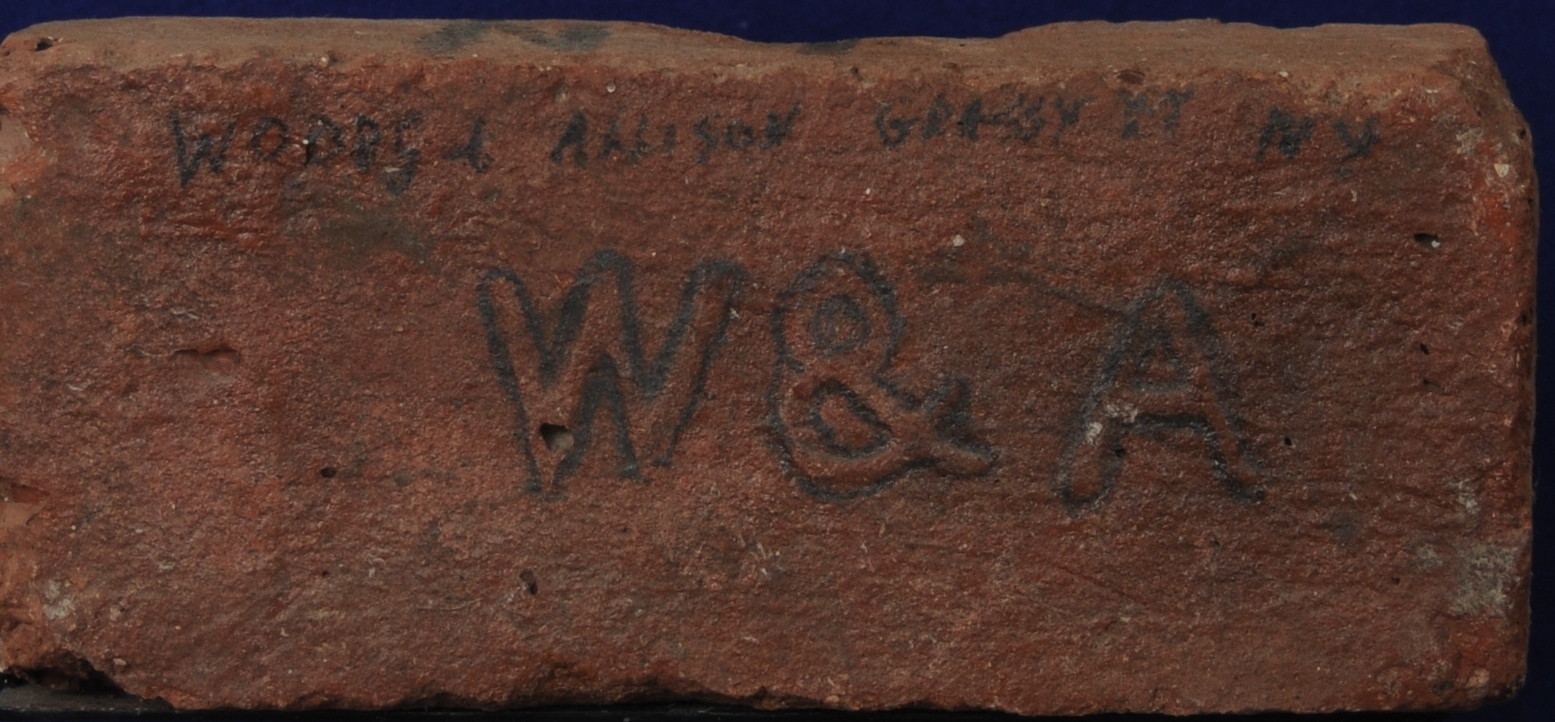 WOODS & ALLISON GRASSY PT NY
W & A